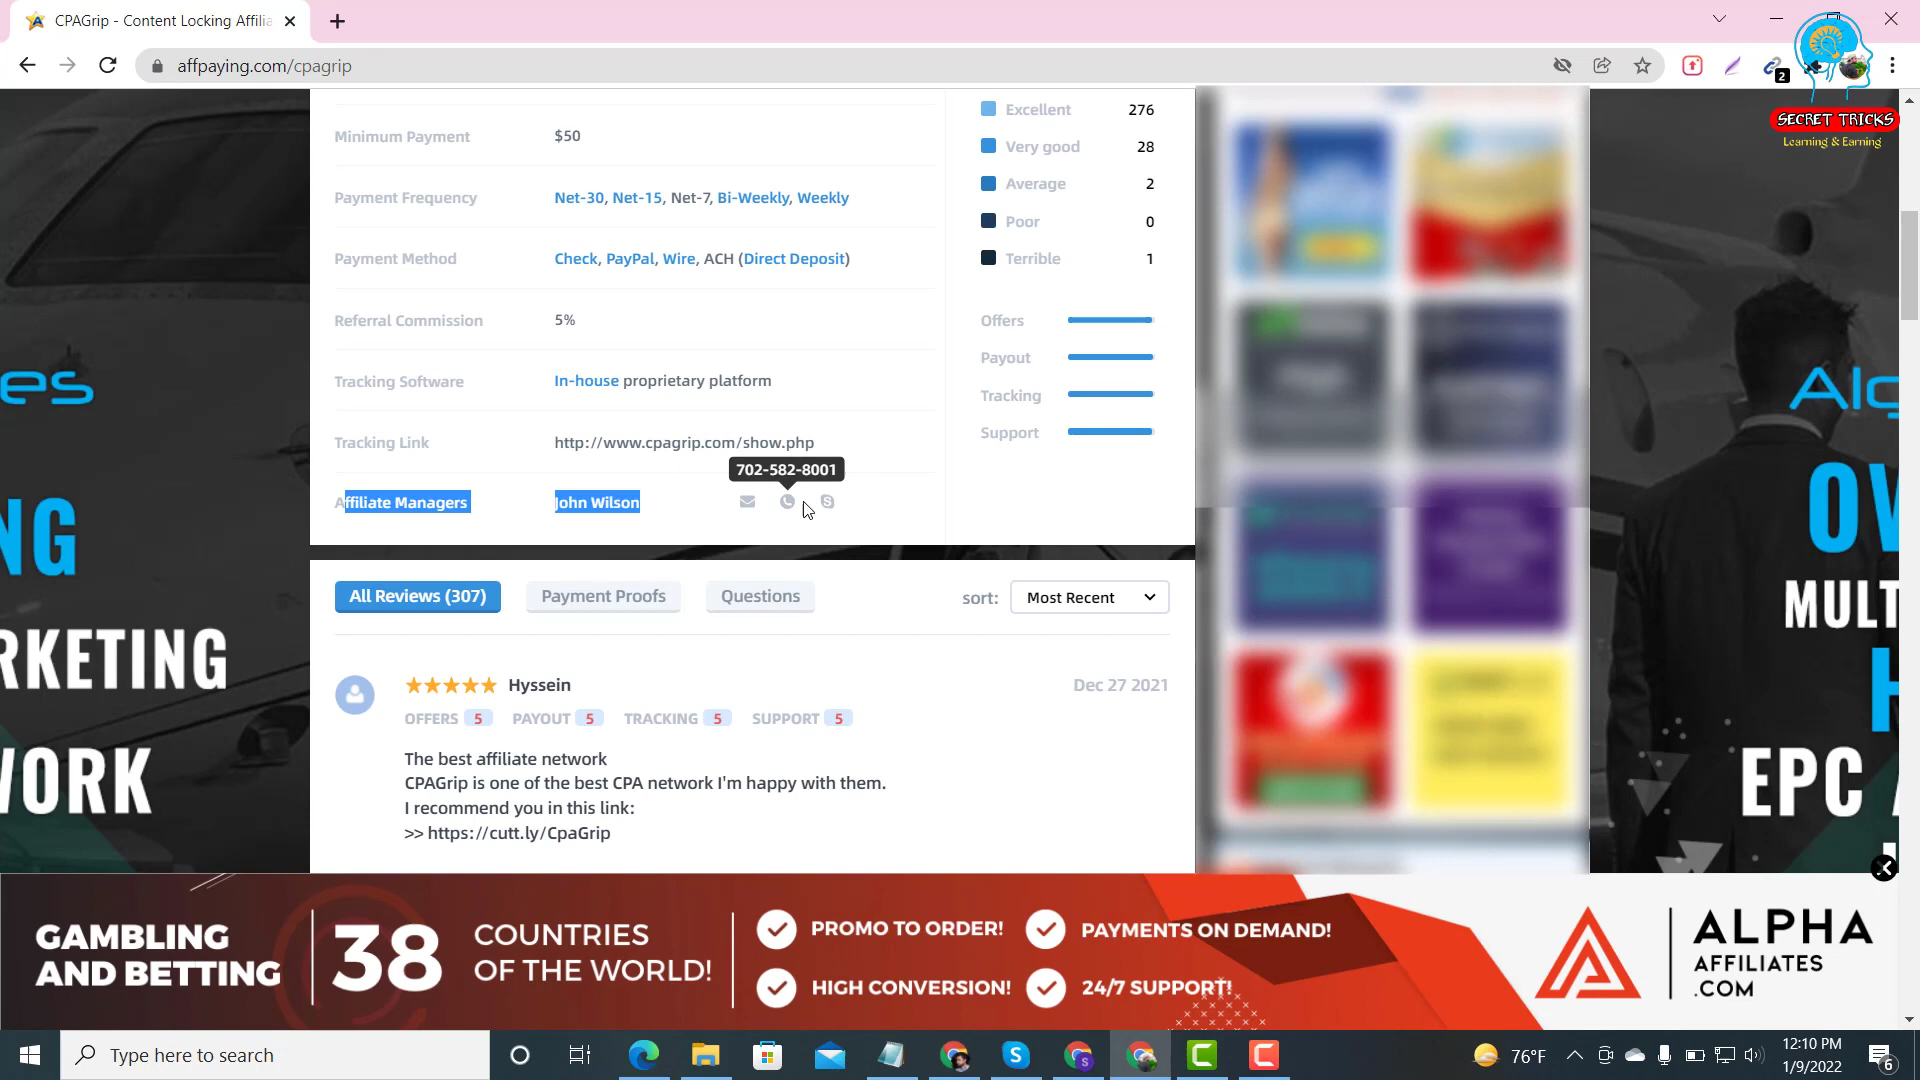 CPAGrip - Content Locking Affilia
affpaying.com/cpagrip
2
SECRET TRICKS
Learning & Earning
Minimum Payment $50
Payment Frequency Net-30, Net-15, Net-7, Bi-Weekly, Weekly
Payment Method Check, PayPal, Wire, ACH (Direct Deposit)
Referral Commission 5%
Tracking Software In-house proprietary platform
Tracking Link http://www.cpagrip.com/show.php
702-582-8001
Affiliate Managers John Wilson
Excellent 276
Very good 28
Average 2
Poor 0
Terrible 1
Offers
Payout
Tracking
Support
All Reviews (307) Payment Proofs Questions sort: Most Recent
Hyssein Dec 27 2021
OFFERS 5 PAYOUT 5 TRACKING 5 SUPPORT 5
The best affiliate network
CPAGrip is one of the best CPA network I'm happy with them.
I recommend you in this link:
>> https://cutt.ly/CpaGrip
es
NG
RKETING
WORK
Alg
OV
MULT
H
EPC
GAMBLING
AND BETTING
38
COUNTRIES
OF THE WORLD!
PROMO TO ORDER!
PAYMENTS ON DEMAND!
HIGH CONVERSION!
24/7 SUPPORT!
ALPHA
AFFILIATES
.COM
Type here to search
76°F
12:10 PM
1/9/2022
6